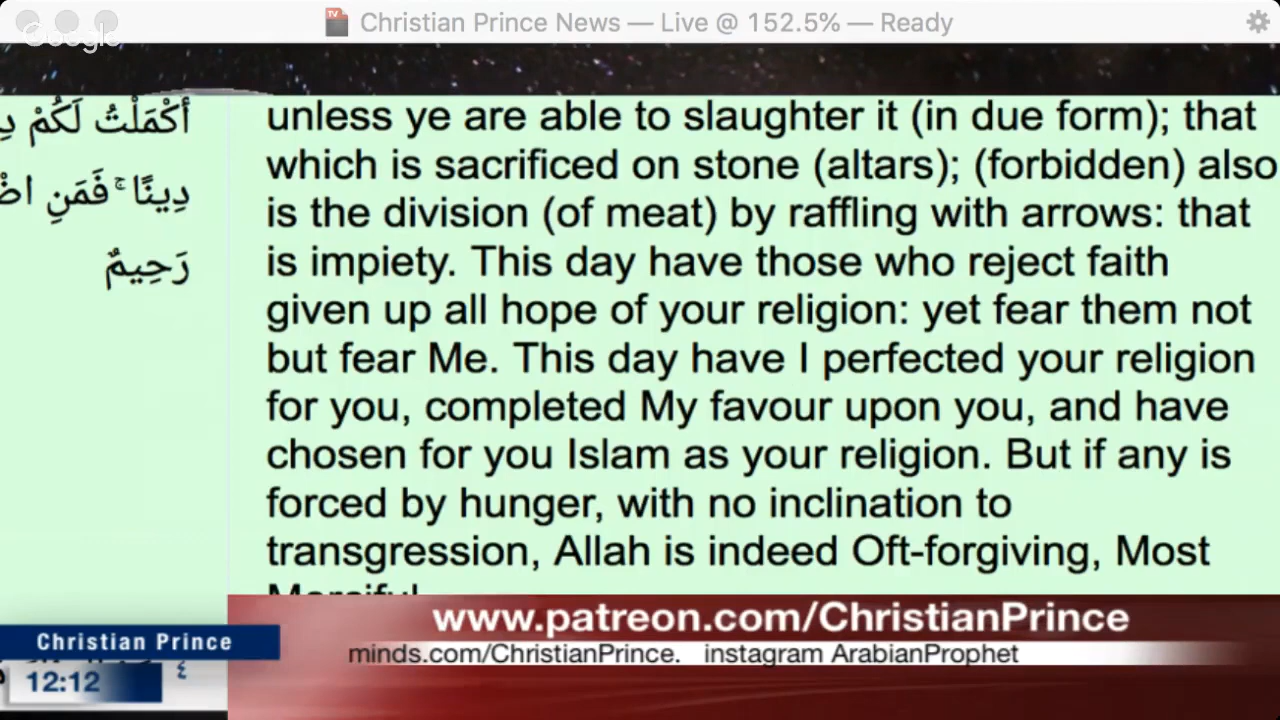 Christian Prince News — Live @ 152.5% — Ready
Google
أَكْمَلْتُ لَكُمْ
دِينًا ۚ فَمَنِ
رَحِيمٌ
unless ye are able to slaughter it (in due form); that
which is sacrificed on stone (altars); (forbidden) also
is the division (of meat) by raffling with arrows: that
is impiety. This day have those who reject faith
given up all hope of your religion: yet fear them not
but fear Me. This day have I perfected your religion
for you, completed My favour upon you, and have
chosen for you Islam as your religion. But if any is
forced by hunger, with no inclination to
transgression, Allah is indeed Oft-forgiving, Most
Merciful
www.patreon.com/ChristianPrince
Christian Prince
minds.com/ChristianPrince. instagram ArabianProphet
12:12